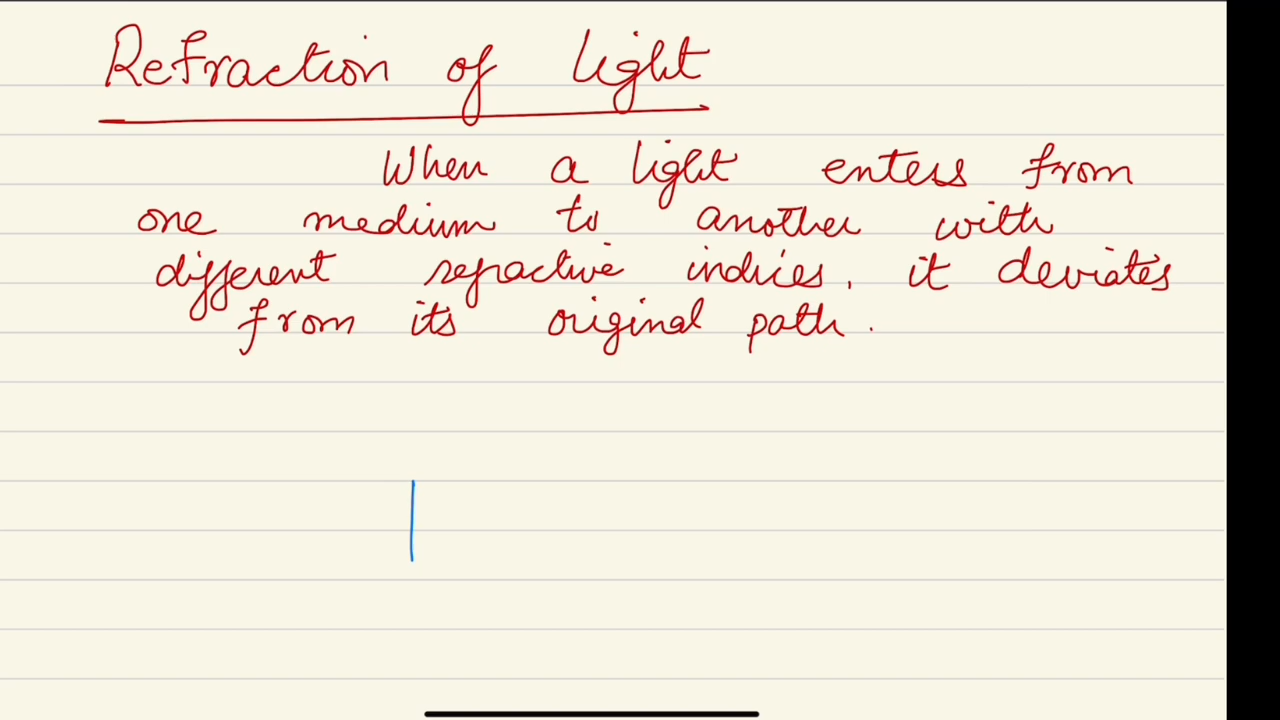 Refraction of light
When a light enters from
one medium to another with
different refractive indices, it deviates
from its original path.